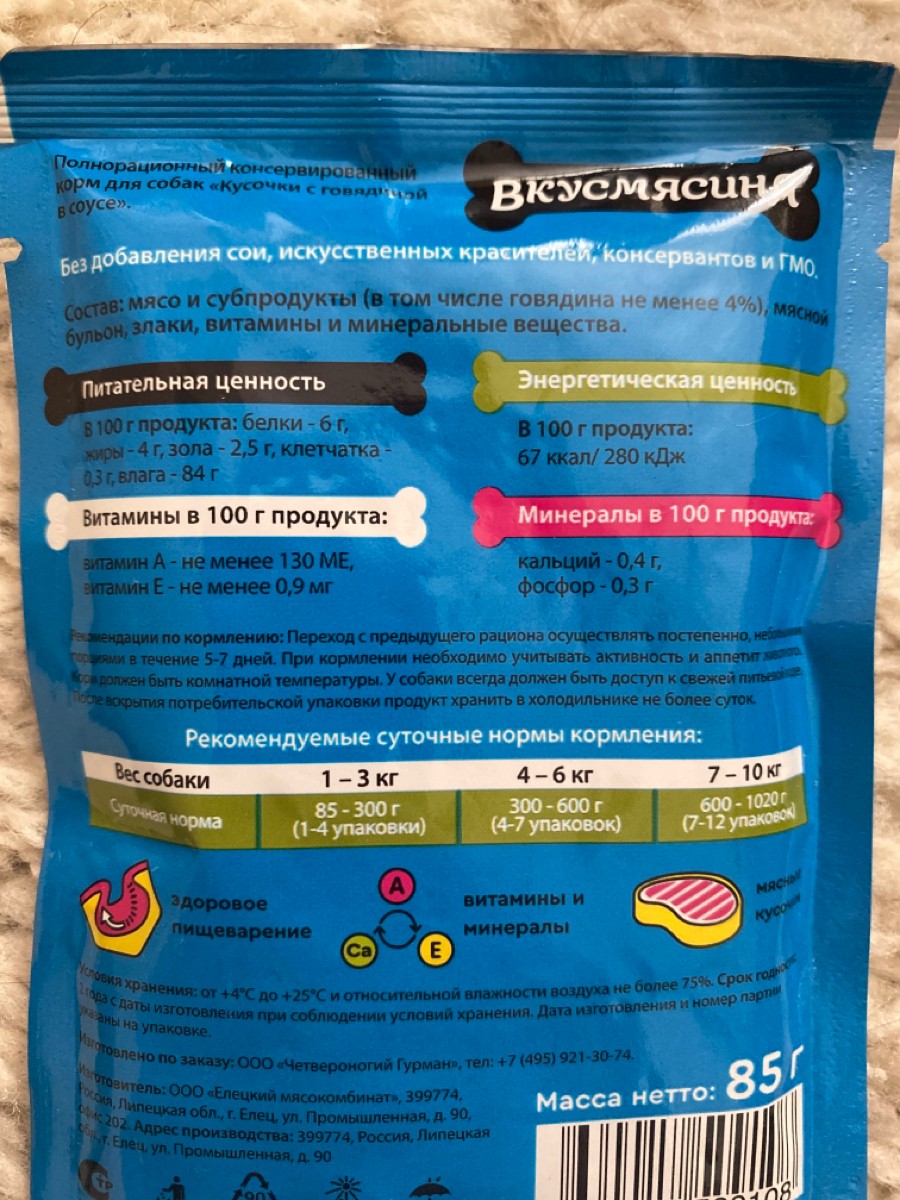 Полнорационный консервированный
корм для собак «Кусочки с говядиной
в соусе».
Вкусмясина
Без добавления сои, искусственных красителей, консервантов и ГМО.
Состав: мясо и субпродукты (в том числе говядина не менее 4%), мясной
бульон, злаки, витамины и минеральные вещества.
Питательная ценность
В 100 г продукта: белки - 6 г,
жиры - 4 г, зола - 2,5 г, клетчатка -
0,3 г, влага - 84 г
Энергетическая ценность
В 100 г продукта:
67 ккал/ 280 кДж
Витамины в 100 г продукта:
витамин А - не менее 130 МЕ,
витамин Е - не менее 0,9 мг
Минералы в 100 г продукта:
кальций - 0,4 г,
фосфор - 0,3 г
Рекомендации по кормлению: Переход с предыдущего рациона осуществлять постепенно, небольшими
порциями в течение 5-7 дней. При кормлении необходимо учитывать активность и аппетит животного.
Корм должен быть комнатной температуры. У собаки всегда должен быть доступ к свежей питьевой воде.
После вскрытия потребительской упаковки продукт хранить в холодильнике не более суток.
Рекомендуемые суточные нормы кормления:
Вес собаки 1 – 3 кг 4 – 6 кг 7 – 10 кг
Суточная норма 85 - 300 г 300 - 600 г 600 - 1020 г
(1-4 упаковки) (4-7 упаковок) (7-12 упаковок)
здоровое
пищеварение
A
Ca
E
витамины и
минералы
мясные
кусочки
Условия хранения: от +4°С до +25°С и относительной влажности воздуха не более 75%. Срок годности:
2 года с даты изготовления при соблюдении условий хранения. Дата изготовления и номер партии
указаны на упаковке.
Изготовлено по заказу: ООО «Четвероногий Гурман», тел: +7 (495) 921-30-74.
Изготовитель: ООО «Елецкий мясокомбинат», 399774,
Россия, Липецкая обл., г. Елец, ул. Промышленная, д. 90,
офис 202. Адрес производства: 399774, Россия, Липецкая
обл., г. Елец, ул. Промышленная, д. 90
Масса нетто: 85 г
СТР
90